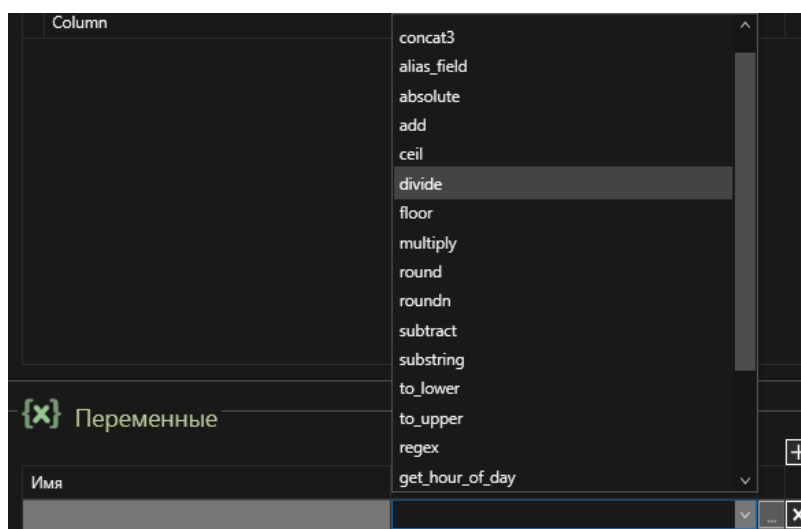 Column
concat3
alias_field
absolute
add
ceil
divide
floor
multiply
round
roundn
subtract
substring
to_lower
to_upper
regex
get_hour_of_day
{x} Переменные
Имя
...